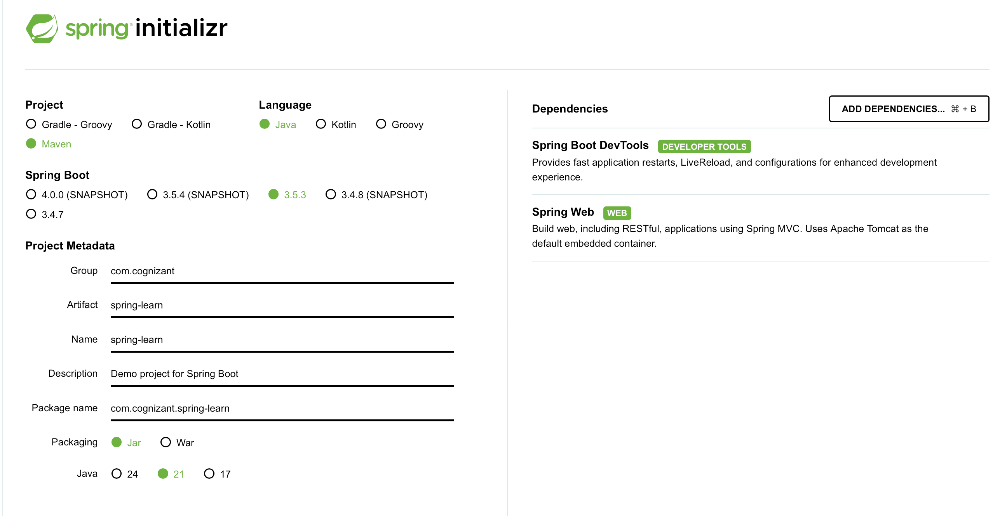 spring® initializr
Project
Gradle - Groovy Gradle - Kotlin
Maven
Language
Java Kotlin Groovy
Spring Boot
4.0.0 (SNAPSHOT) 3.5.4 (SNAPSHOT) 3.5.3 3.4.8 (SNAPSHOT)
3.4.7
Project Metadata
Group com.cognizant
Artifact spring-learn
Name spring-learn
Description Demo project for Spring Boot
Package name com.cognizant.spring-learn
Packaging Jar War
Java 24 21 17
Dependencies ADD DEPENDENCIES... ⌘ + B
Spring Boot DevTools DEVELOPER TOOLS
Provides fast application restarts, LiveReload, and configurations for enhanced development
experience.
Spring Web WEB
Build web, including RESTful, applications using Spring MVC. Uses Apache Tomcat as the
default embedded container.